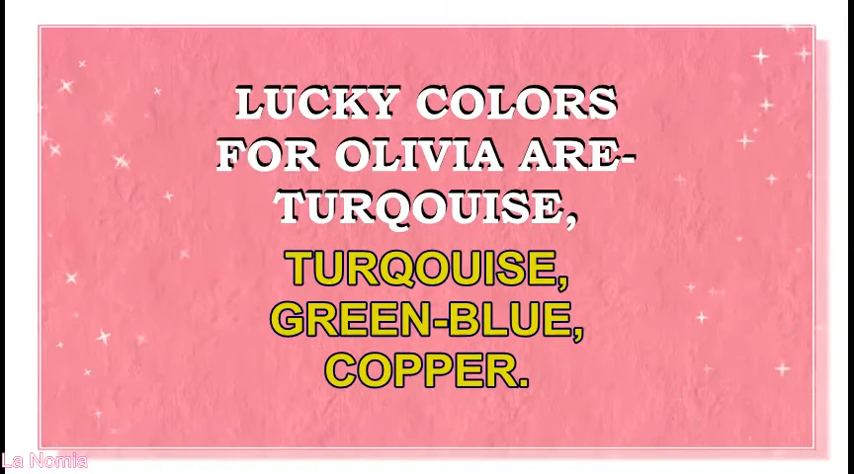 LUCKY COLORS
FOR OLIVIA ARE-
TURQOUISE,
TURQOUISE,
GREEN-BLUE,
COPPER.
La Nomia